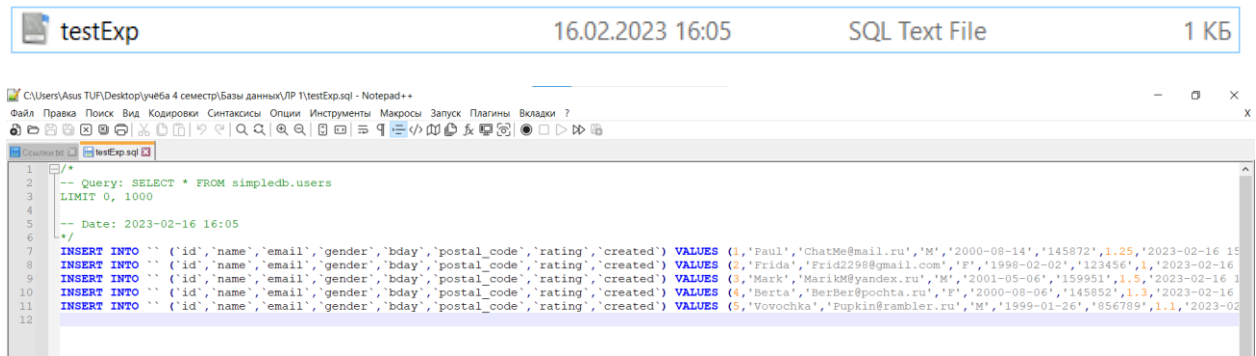 testExp 16.02.2023 16:05 SQL Text File 1 КБ
C:\Users\Asus TUF\Desktop\учёба 4 семестр\Базы данных\ЛР 1\testExp.sql - Notepad++
Файл Правка Поиск Вид Кодировки Синтаксисы Опции Инструменты Макросы Запуск Плагины Вкладки ? X
Ссылки.txt testExp.sql
1 /*
2 -- Query: SELECT * FROM simpledb.users
3 LIMIT 0, 1000
4
5 -- Date: 2023-02-16 16:05
6 */
7 INSERT INTO `` (`id`,`name`,`email`,`gender`,`bday`,`postal_code`,`rating`,`created`) VALUES (1,'Paul','ChatMe@mail.ru','M','2000-08-14','145872',1.25,'2023-02-16 15
8 INSERT INTO `` (`id`,`name`,`email`,`gender`,`bday`,`postal_code`,`rating`,`created`) VALUES (2,'Frida','Frid2298@gmail.com','F','1998-02-02','123456',1,'2023-02-16
9 INSERT INTO `` (`id`,`name`,`email`,`gender`,`bday`,`postal_code`,`rating`,`created`) VALUES (3,'Mark','MarikM@yandex.ru','M','2001-05-06','159951',1.5,'2023-02-16 1
10 INSERT INTO `` (`id`,`name`,`email`,`gender`,`bday`,`postal_code`,`rating`,`created`) VALUES (4,'Berta','BerBer@pochta.ru','F','2000-08-06','145852',1.3,'2023-02-16
11 INSERT INTO `` (`id`,`name`,`email`,`gender`,`bday`,`postal_code`,`rating`,`created`) VALUES (5,'Vovochka','Pupkin@rambler.ru','M','1999-01-26','856789',1.1,'2023-02
12